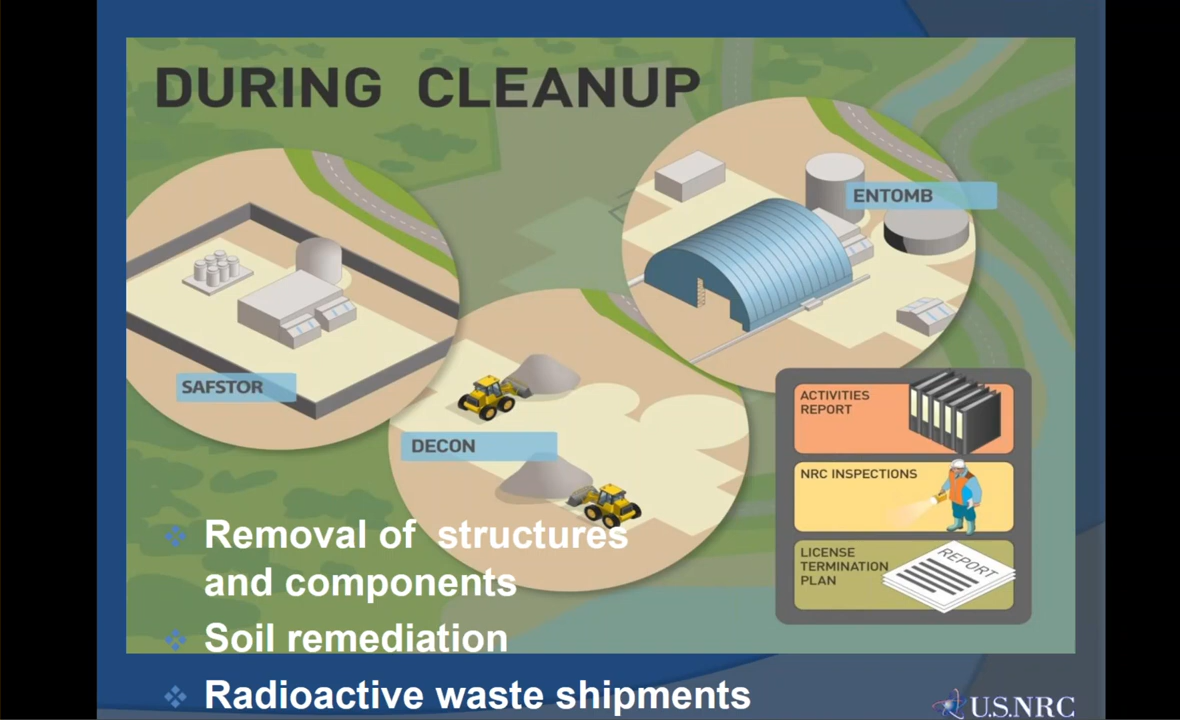 DURING CLEANUP
ENTOMB
SAFSTOR
DECON
ACTIVITIES
REPORT
NRC INSPECTIONS
LICENSE
TERMINATION
PLAN
REPORT
Removal of structures
and components
Soil remediation
Radioactive waste shipments
U.S.NRC